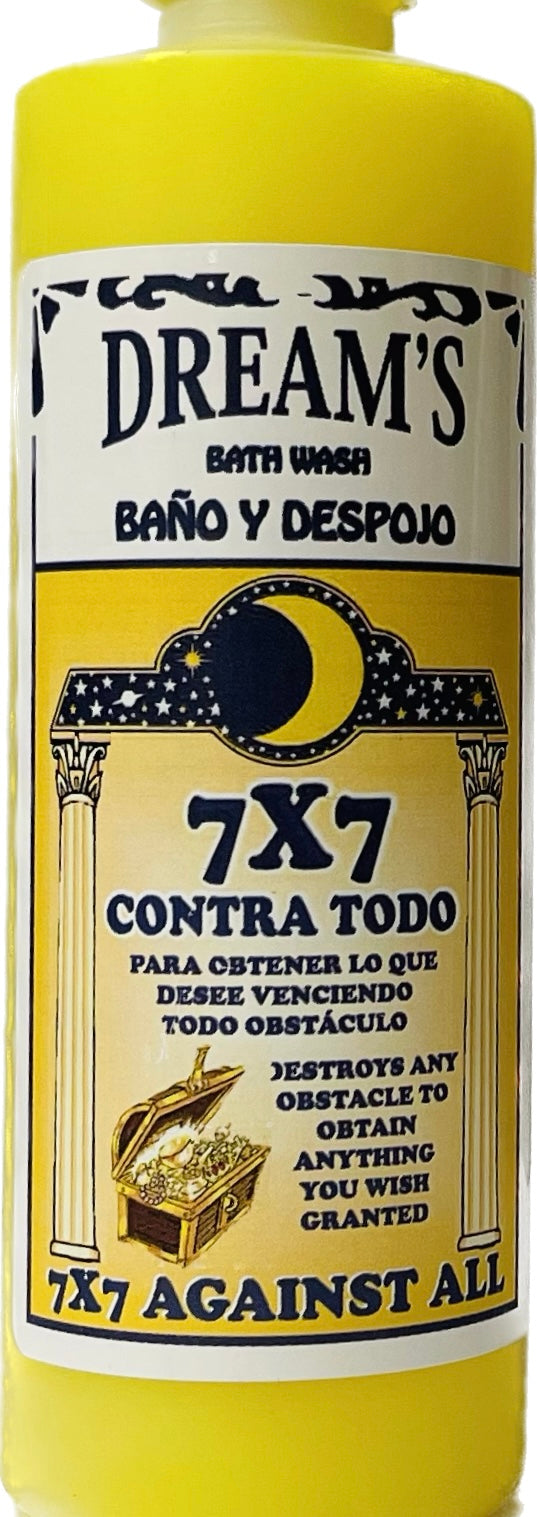 DREAM'S
BATH WASH
BAÑO Y DESPOJO
7X7
CONTRA TODO
PARA OBTENER LO QUE
DESEE VENCIENDO
TODO OBSTÁCULO
DESTROYS ANY
OBSTACLE TO
OBTAIN
ANYTHING
YOU WISH
GRANTED
7X7 AGAINST ALL